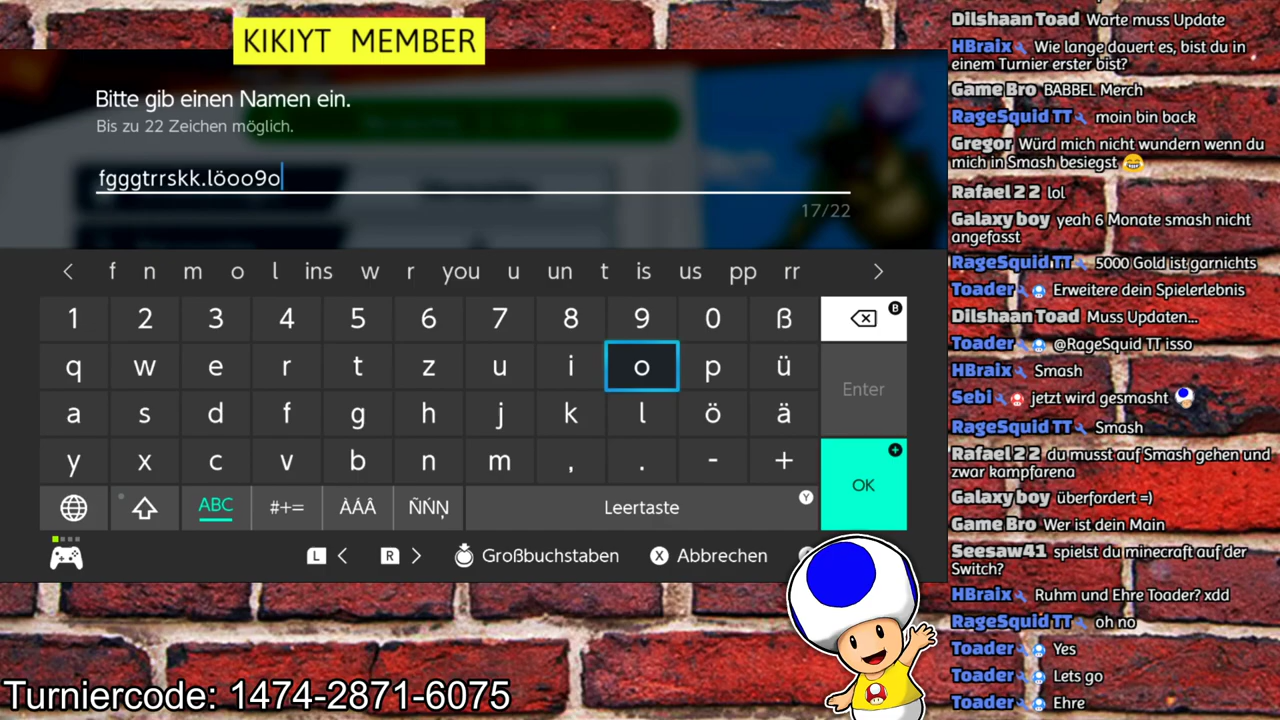 KIKIYT MEMBER
Bitte gib einen Namen ein.
Bis zu 22 Zeichen möglich.
fgggtrrskk.löoo9o
17/22
< f n m o l ins w r you u un t is us pp rr >
1 2 3 4 5 6 7 8 9 0 ß B
q w e r t z u i o p ü
Enter
a s d f g h j k l ö ä
y x c v b n m , . - + +
OK
ABC #+= ÀÁÂ ÑŃŅ Leertaste Y
L < R > Großbuchstaben X Abbrechen
Turniercode: 1474-2871-6075
Dilshaan Toad Warte muss Update
HBraix Wie lange dauert es, bist du in
einem Turnier erster bist?
Game Bro BABBEL Merch
RageSquid TT moin bin back
Gregor Würd mich nicht wundern wenn du
mich in Smash besiegst 😂
Rafael 2 2 lol
Galaxy boy yeah 6 Monate smash nicht
angefasst
RageSquid TT 5000 Gold ist garnichts
Toader Erweitere dein Spielerlebnis
Dilshaan Toad Muss Updaten...
Toader @RageSquid TT isso
HBraix Smash
Sebi jetzt wird gesmasht
RageSquid TT Smash
Rafael 2 2 du musst auf Smash gehen und
zwar kampfarena
Galaxy boy überfordert =)
Game Bro Wer ist dein Main
Seesaw41 spielst du minecraft auf der
Switch?
HBraix Ruhm und Ehre Toader? xdd
RageSquid TT oh no
Toader Yes
Toader Lets go
Toader Ehre